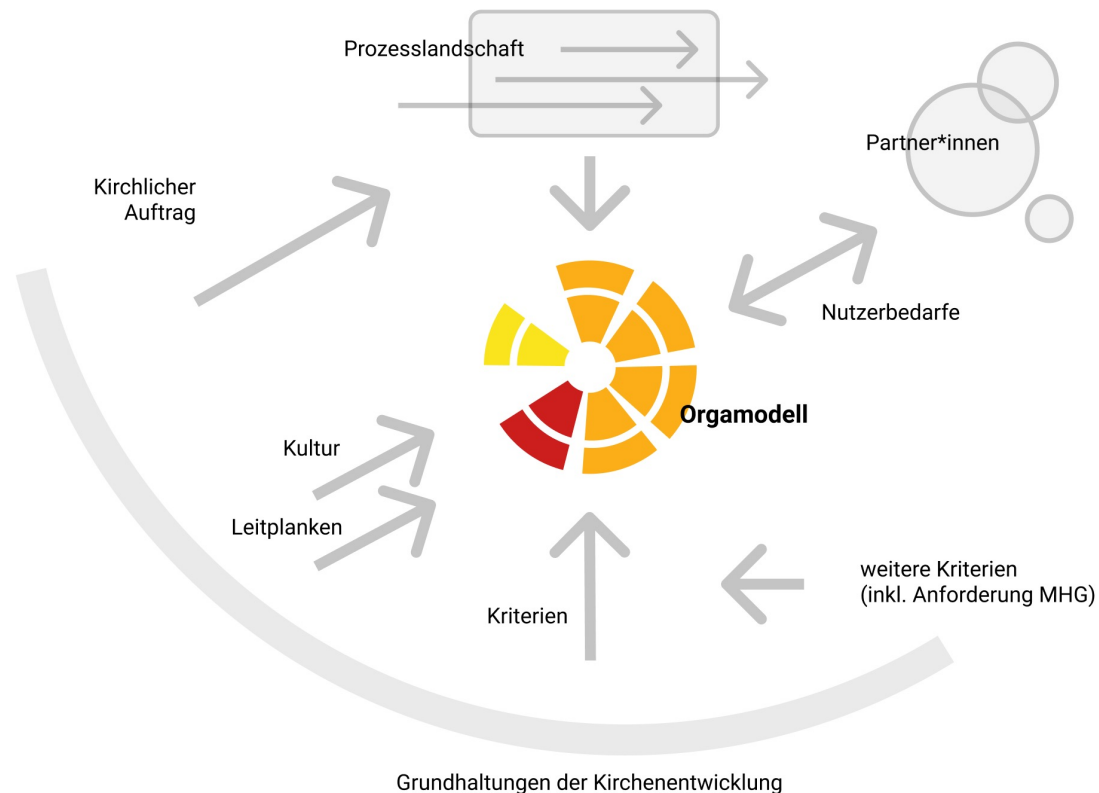 Prozesslandschaft
Partner*innen
Kirchlicher
Auftrag
Nutzerbedarfe
Orgamodell
Kultur
Leitplanken
weitere Kriterien
(inkl. Anforderung MHG)
Kriterien
Grundhaltungen der Kirchenentwicklung